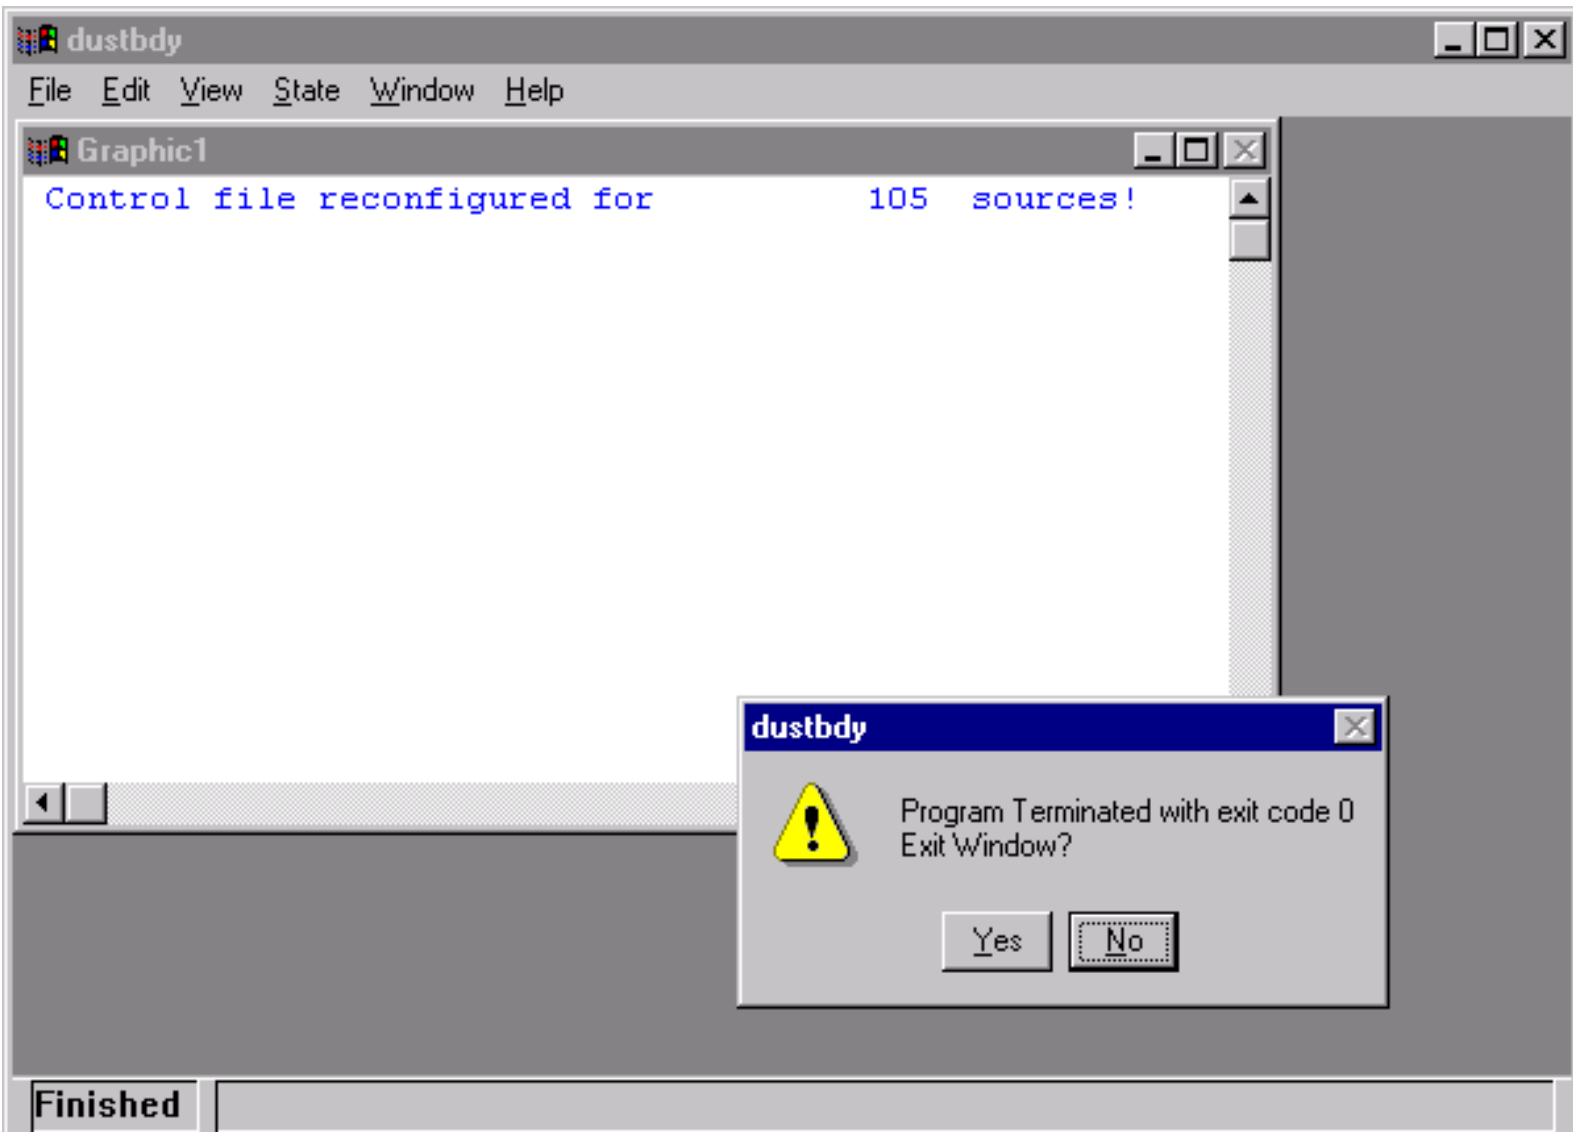 dustbdy
File Edit View State Window Help
Graphic1
Control file reconfigured for 105 sources!
dustbdy
Program Terminated with exit code 0
Exit Window?
Yes No
Finished